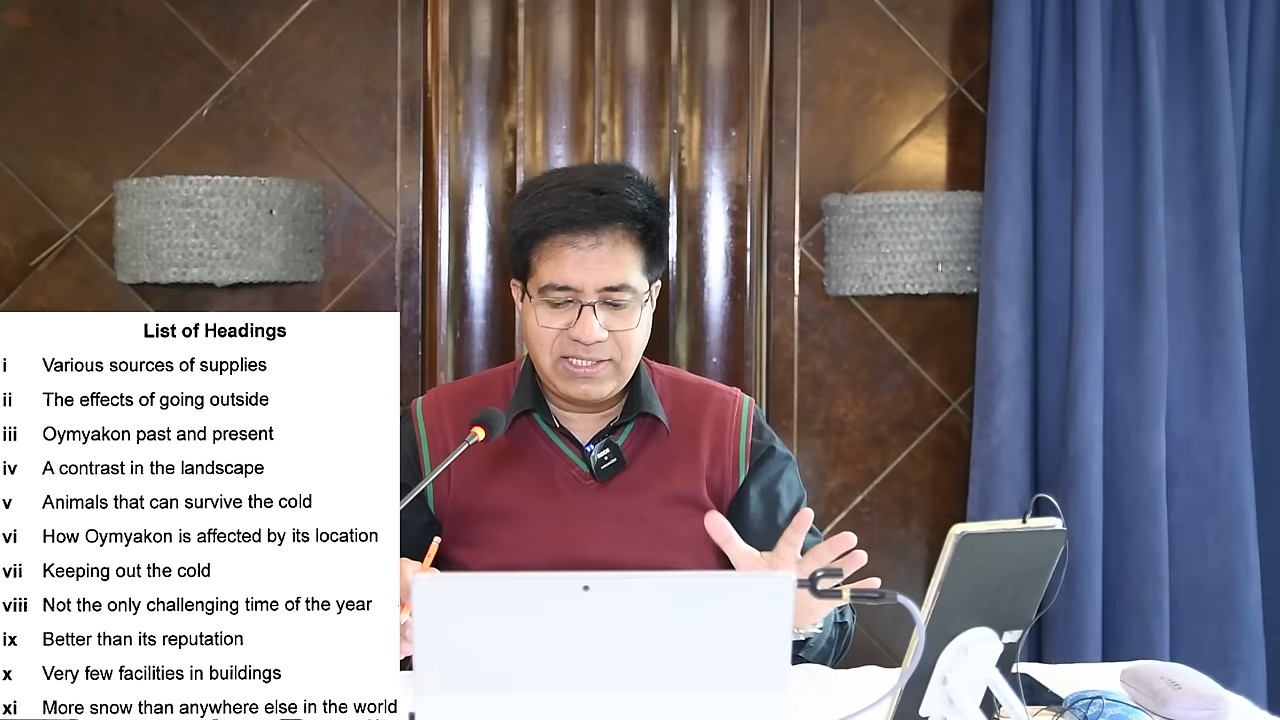 List of Headings
i Various sources of supplies
ii The effects of going outside
iii Oymyakon past and present
iv A contrast in the landscape
v Animals that can survive the cold
vi How Oymyakon is affected by its location
vii Keeping out the cold
viii Not the only challenging time of the year
ix Better than its reputation
x Very few facilities in buildings
xi More snow than anywhere else in the world